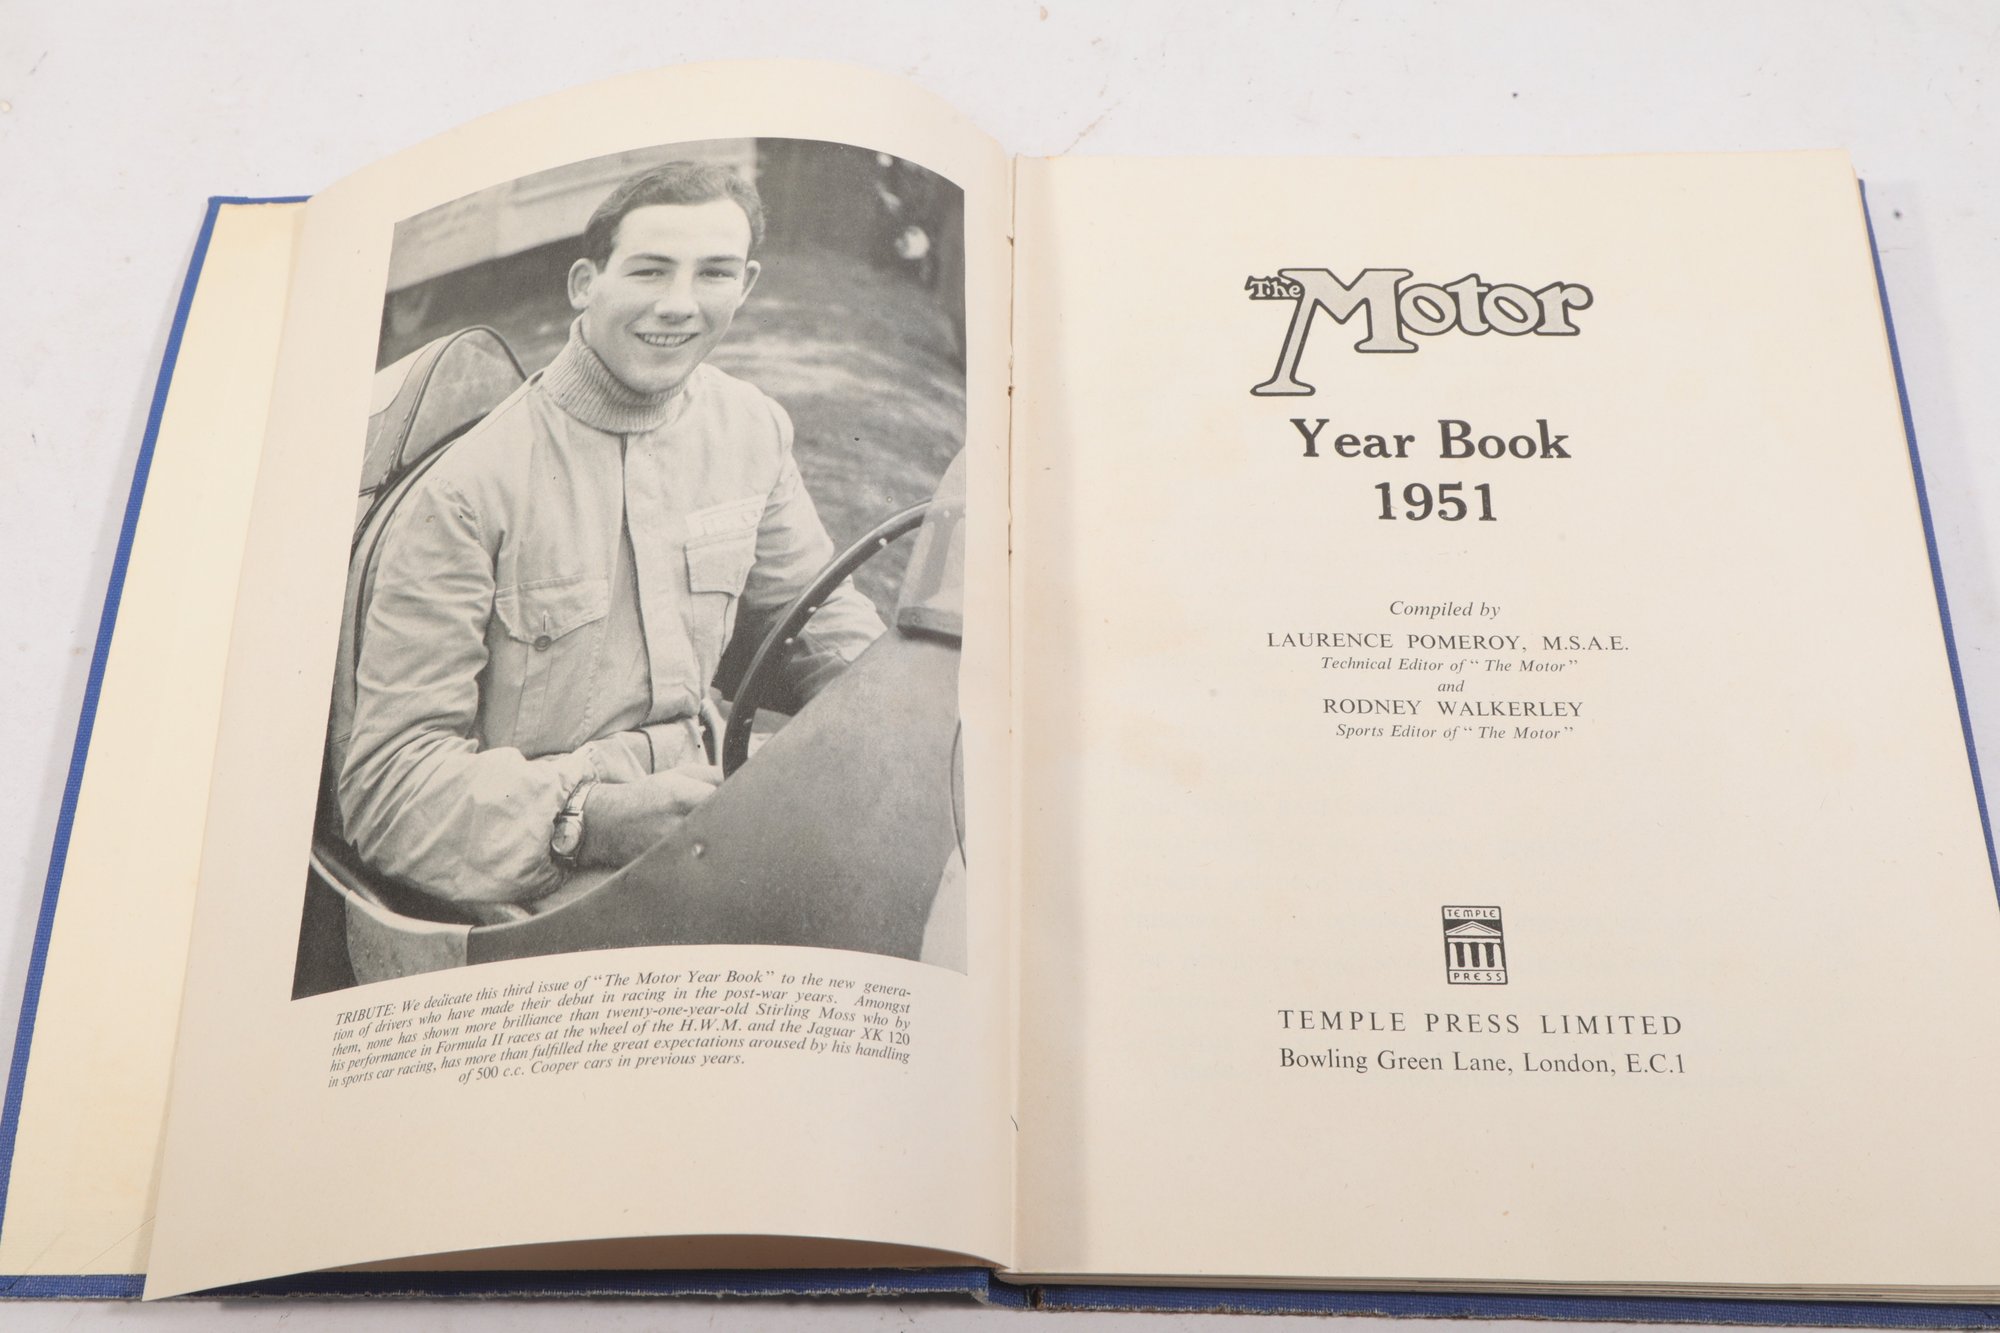 TRIBUTE: We dedicate this third issue of “The Motor Year Book” to the new genera-
tion of drivers who have made their debut in racing in the post-war years. Amongst
them, none has shown more brilliance than twenty-one-year-old Stirling Moss who by
his performance in Formula II races at the wheel of the H.W.M. and the Jaguar XK 120
in sports car racing, has more than fulfilled the great expectations aroused by his handling
of 500 c.c. Cooper cars in previous years.
The Motor
Year Book
1951
Compiled by
LAURENCE POMEROY, M.S.A.E.
Technical Editor of “The Motor”
and
RODNEY WALKERLEY
Sports Editor of “The Motor”
TEMPLE
PRESS
TEMPLE PRESS LIMITED
Bowling Green Lane, London, E.C.1